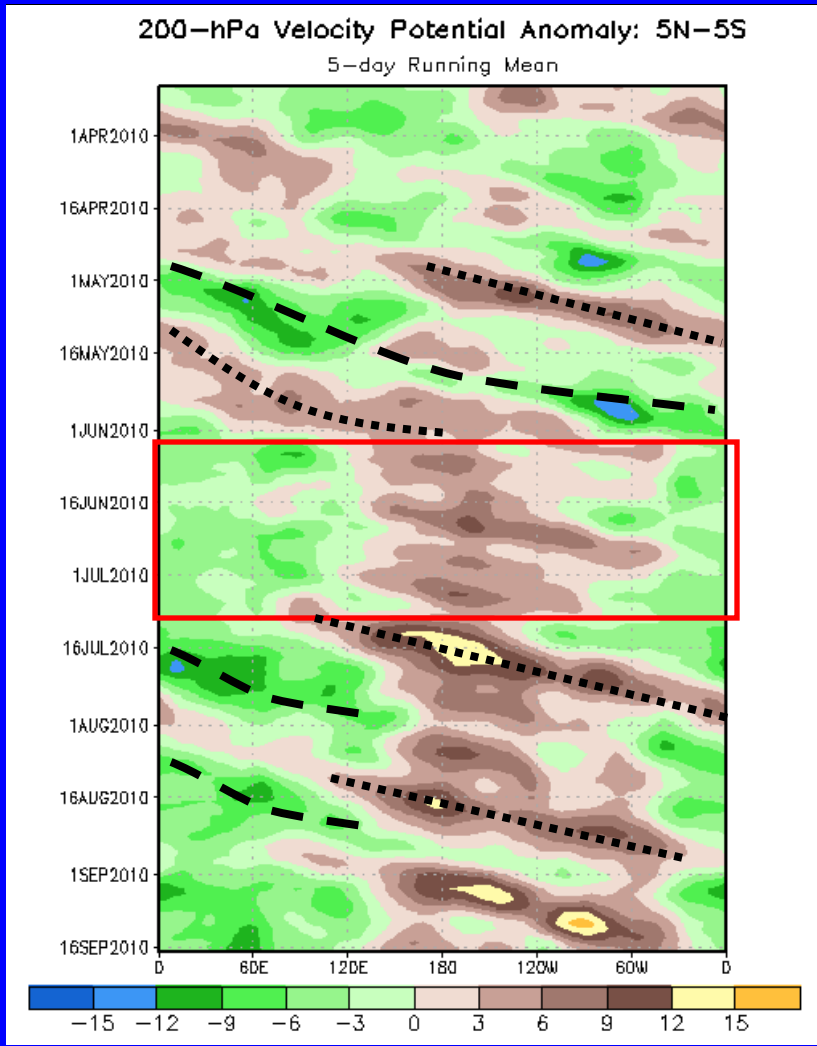 200-hPa Velocity Potential Anomaly: 5N-5S
5-day Running Mean
1APR2010
16APR2010
1MAY2010
16MAY2010
1JUN2010
16JUN2010
1JUL2010
16JUL2010
1AUG2010
16AUG2010
1SEP2010
16SEP2010
0 60E 120E 180 120W 60W 0
-15 -12 -9 -6 -3 0 3 6 9 12 15